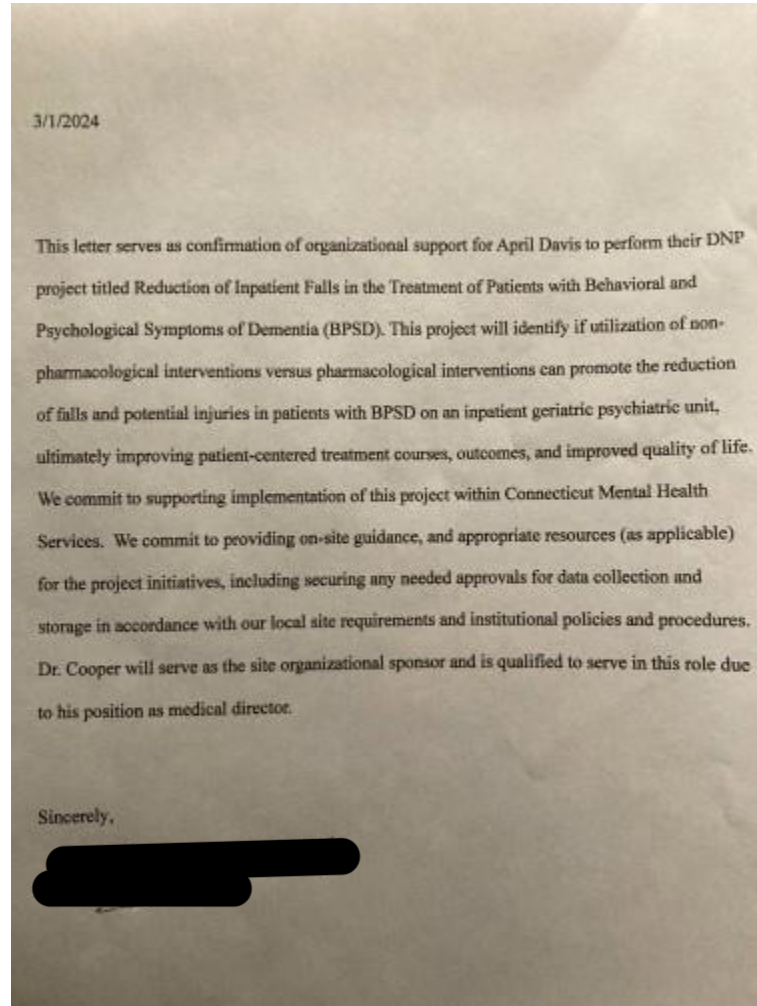 3/1/2024
This letter serves as confirmation of organizational support for April Davis to perform their DNP
project titled Reduction of Inpatient Falls in the Treatment of Patients with Behavioral and
Psychological Symptoms of Dementia (BPSD). This project will identify if utilization of non-
pharmacological interventions versus pharmacological interventions can promote the reduction
of falls and potential injuries in patients with BPSD on an inpatient geriatric psychiatric unit,
ultimately improving patient-centered treatment courses, outcomes, and improved quality of life.
We commit to supporting implementation of this project within Connecticut Mental Health
Services.  We commit to providing on-site guidance, and appropriate resources (as applicable)
for the project initiatives, including securing any needed approvals for data collection and
storage in accordance with our local site requirements and institutional policies and procedures.
Dr. Cooper will serve as the site organizational sponsor and is qualified to serve in this role due
to his position as medical director.
Sincerely,